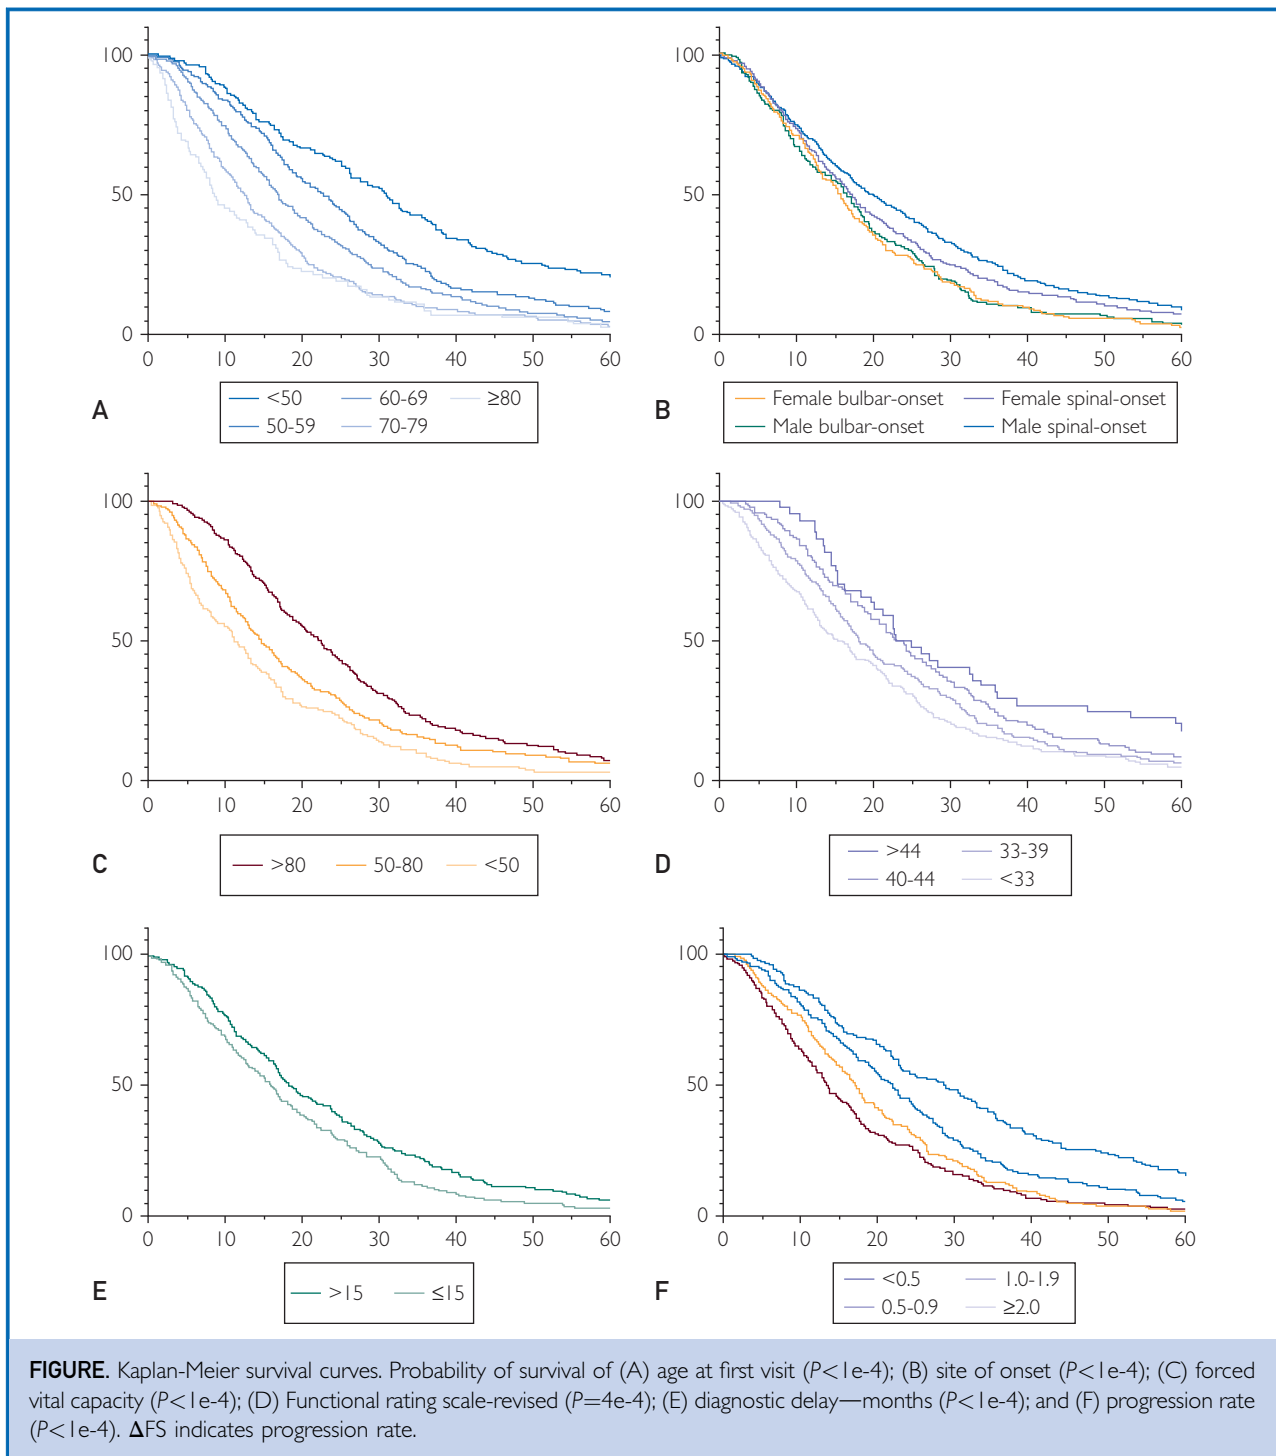 100
50
0
0 10 20 30 40 50 60
A
<50 60-69 ≥80
50-59 70-79
100
50
0
0 10 20 30 40 50 60
B
Female bulbar-onset Female spinal-onset
Male bulbar-onset Male spinal-onset
100
50
0
0 10 20 30 40 50 60
C
>80 50-80 <50
100
50
0
0 10 20 30 40 50 60
D
>44 33-39
40-44 <33
100
50
0
0 10 20 30 40 50 60
E
>15 ≤15
100
50
0
0 10 20 30 40 50 60
F
<0.5 1.0-1.9
0.5-0.9 ≥2.0
FIGURE. Kaplan-Meier survival curves. Probability of survival of (A) age at first visit (P<1e-4); (B) site of onset (P<1e-4); (C) forced
vital capacity (P<1e-4); (D) Functional rating scale-revised (P=4e-4); (E) diagnostic delay—months (P<1e-4); and (F) progression rate
(P<1e-4). ΔFS indicates progression rate.